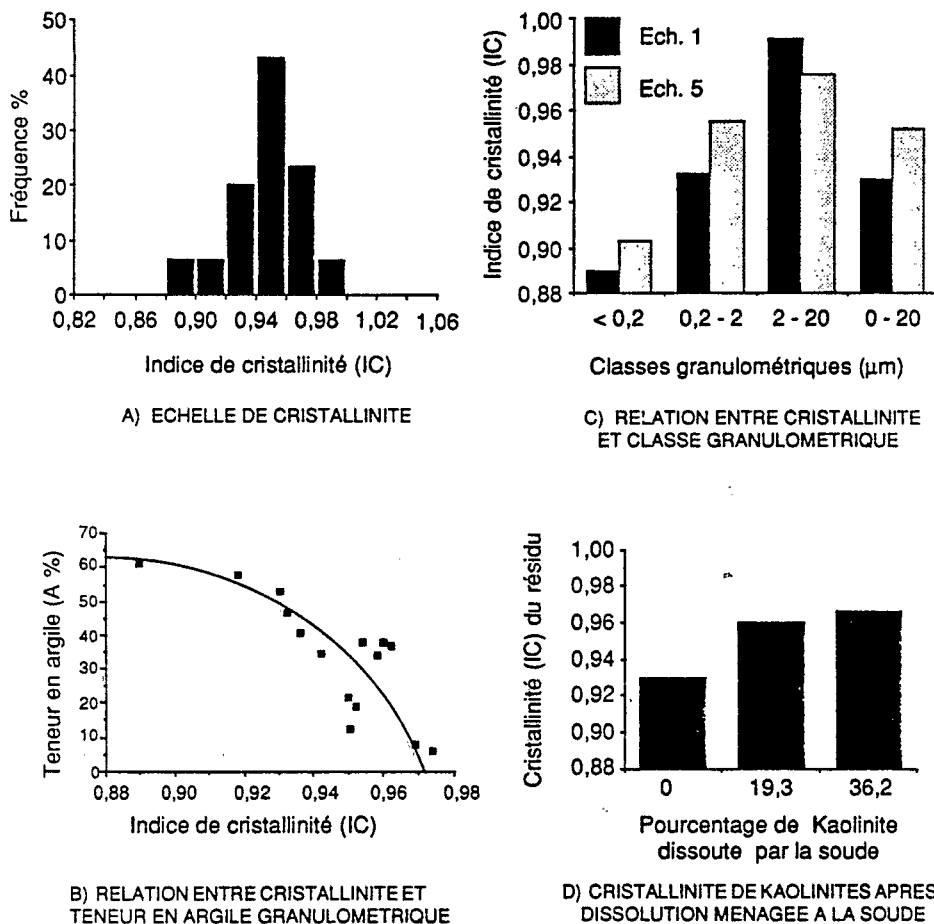 50
40
30
20
10
0
Fréquence %
0,82 0,86 0,90 0,94 0,98 1,02 1,06
Indice de cristallinité (IC)
A) ECHELLE DE CRISTALLINITE
1,00
0,98
0,96
0,94
0,92
0,90
0,88
Indice de cristallinité (IC)
Ech. 1
Ech. 5
< 0,2 0,2 - 2 2 - 20 0 - 20
Classes granulométriques (µm)
C) RELATION ENTRE CRISTALLINITE
ET CLASSE GRANULOMETRIQUE
70
60
50
40
30
20
10
0
Teneur en argile (A %)
0,88 0,90 0,92 0,94 0,96 0,98
Indice de cristallinité (IC)
B) RELATION ENTRE CRISTALLINITE ET
TENEUR EN ARGILE GRANULOMETRIQUE
1,00
0,98
0,96
0,94
0,92
0,90
0,88
Cristallinité (IC) du résidu
0 19,3 36,2
Pourcentage de Kaolinite
dissoute par la soude
D) CRISTALLINITE DE KAOLINITES APRES
DISSOLUTION MENAGEE A LA SOUDE